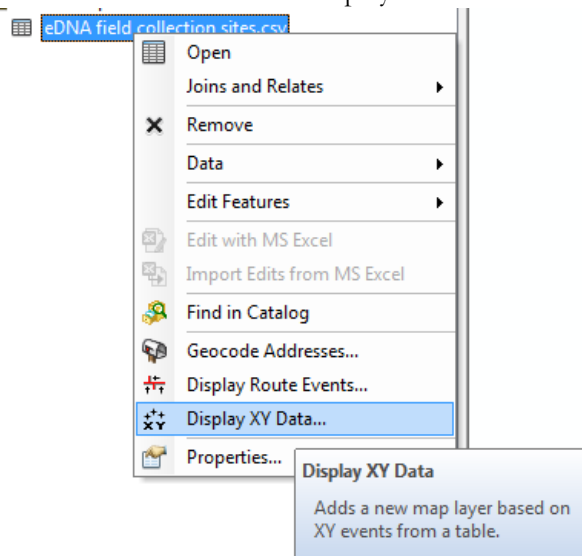 eDNA field collection sites.csv
Open
Joins and Relates
Remove
Data
Edit Features
Edit with MS Excel
Import Edits from MS Excel
Find in Catalog
Geocode Addresses...
Display Route Events...
Display XY Data...
Properties...
Display XY Data
Adds a new map layer based on
XY events from a table.